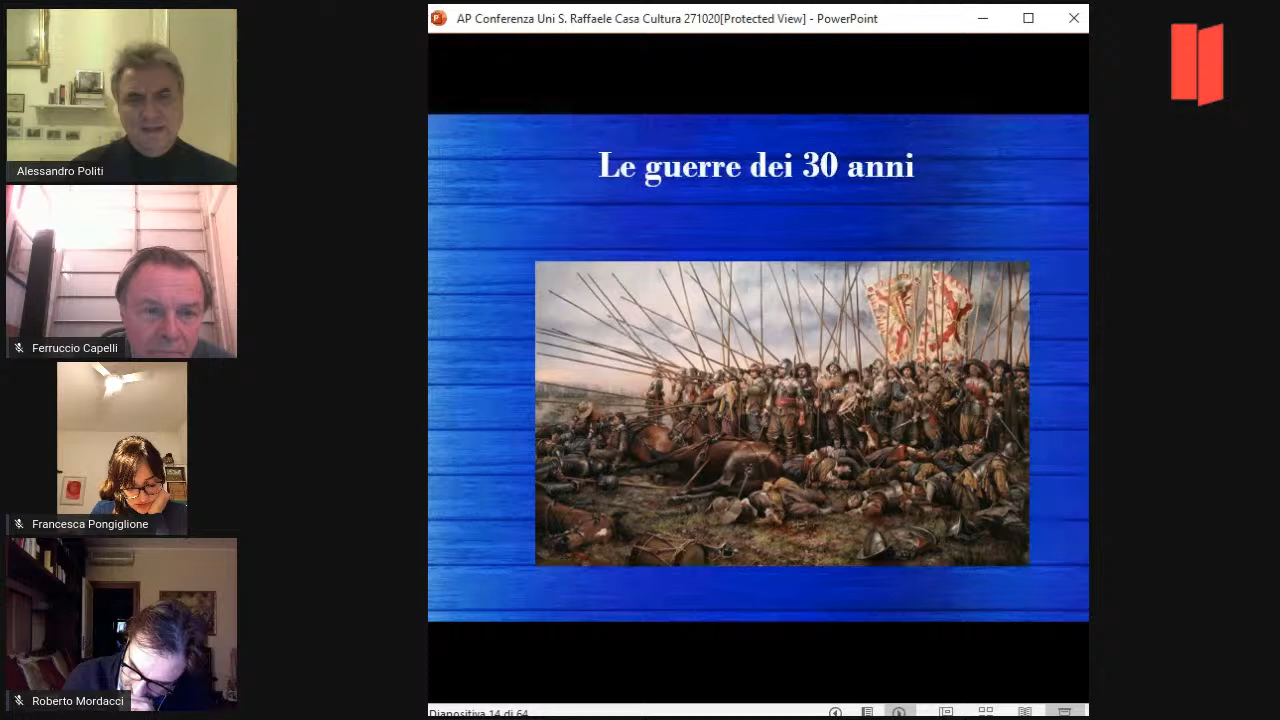 AP Conferenza Uni S. Raffaele Casa Cultura 271020[Protected View] - PowerPoint
Alessandro Politi
Ferruccio Capelli
Francesca Pongiglione
Roberto Mordacci
Le guerre dei 30 anni
Diapositiva 14 di 64